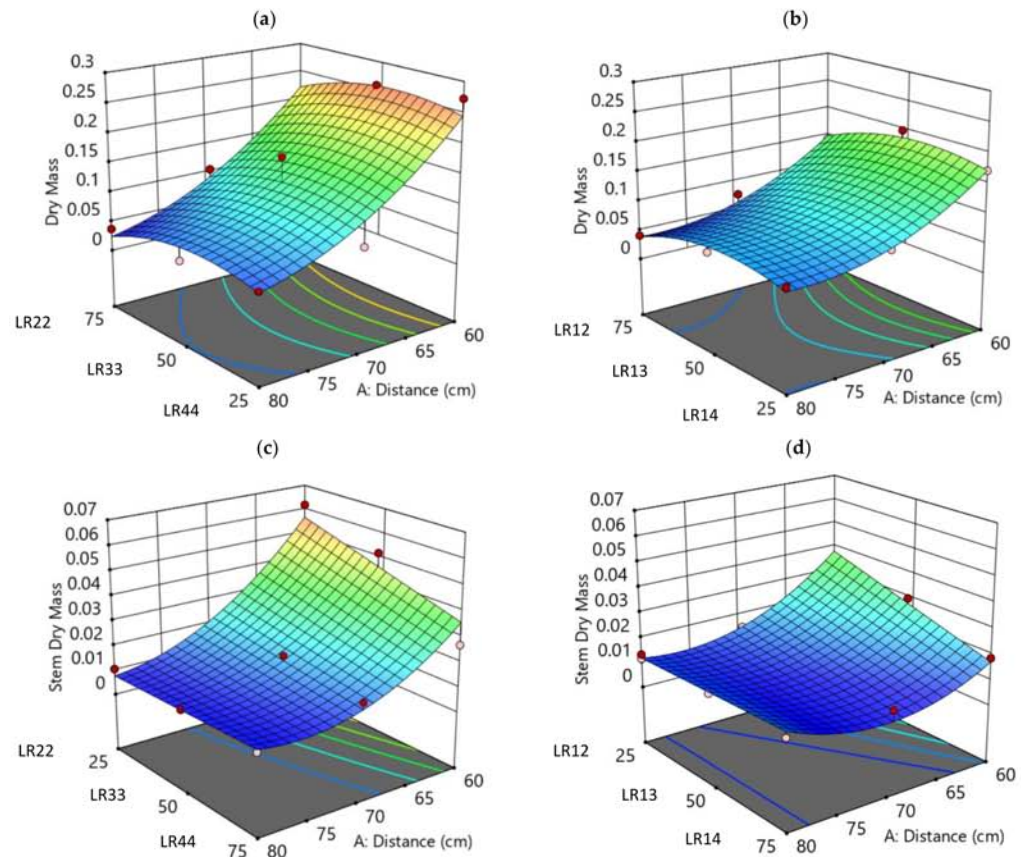 (a)
0.3
0.25
0.2
0.15
0.1
0.05
0
Dry Mass
LR22
75
LR33
50
LR44
25
80
75
70
65
60
A: Distance (cm)
(b)
0.3
0.25
0.2
0.15
0.1
0.05
0
Dry Mass
LR12
75
LR13
50
LR14
25
80
75
70
65
60
A: Distance (cm)
(c)
0.07
0.06
0.05
0.04
0.03
0.02
0.01
0
Stem Dry Mass
LR22
25
LR33
50
LR44
75
80
75
70
65
60
A: Distance (cm)
(d)
0.07
0.06
0.05
0.04
0.03
0.02
0.01
0
Stem Dry Mass
LR12
25
LR13
50
LR14
75
80
75
70
65
60
A: Distance (cm)